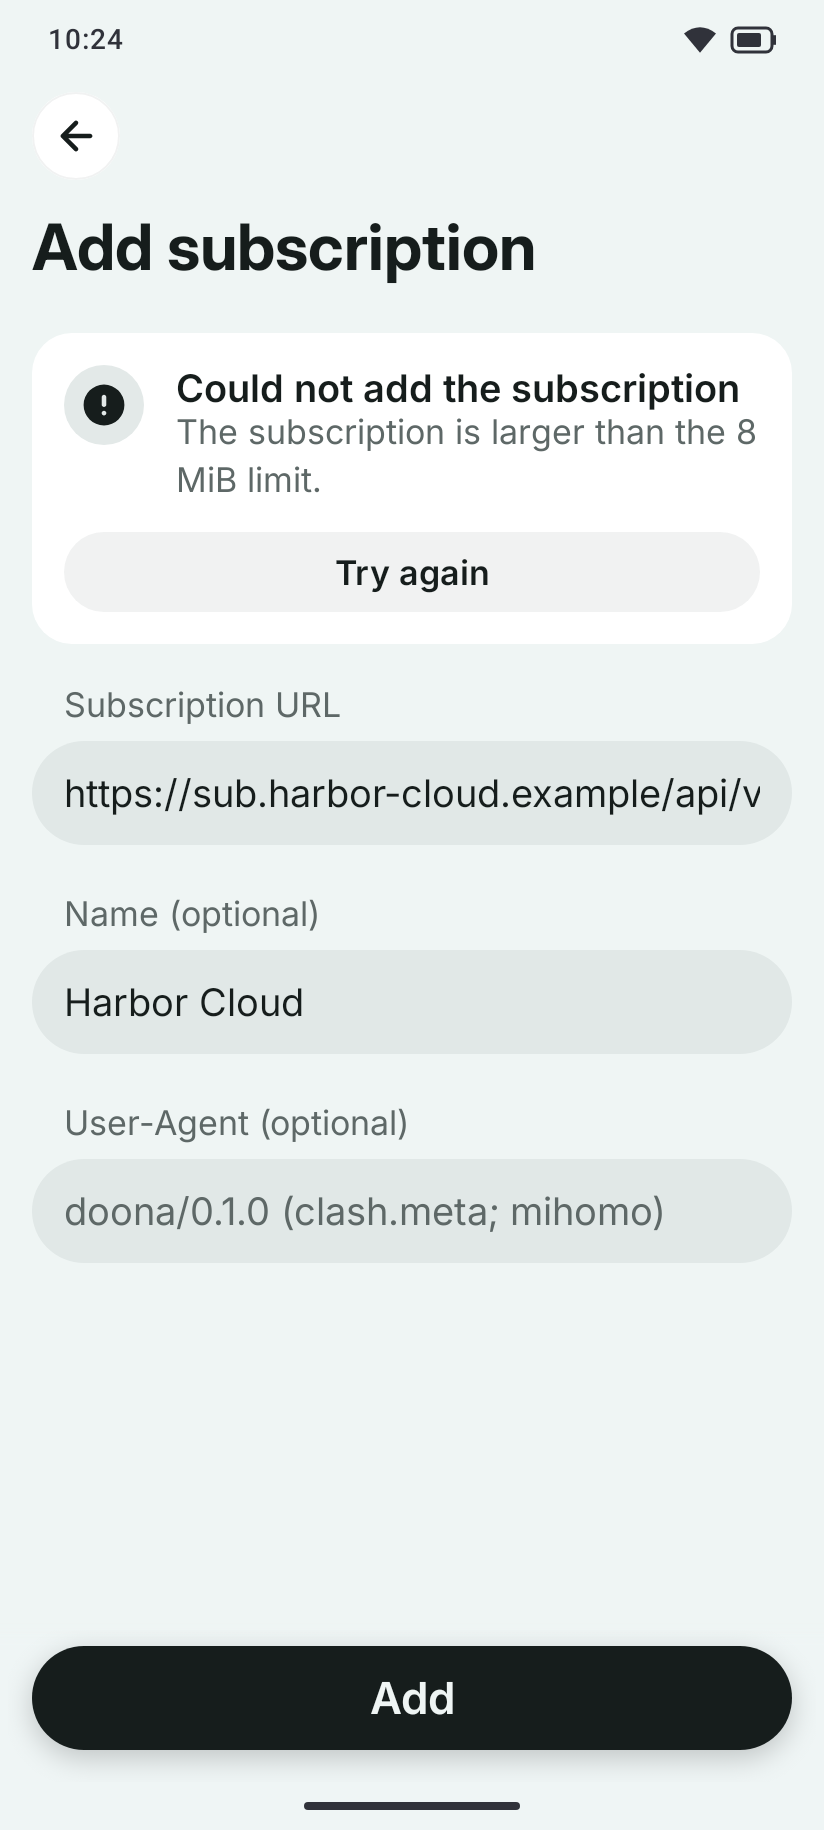 10:24
Add subscription
Could not add the subscription
The subscription is larger than the 8
MiB limit.
Try again
Subscription URL
https://sub.harbor-cloud.example/api/v
Name (optional)
Harbor Cloud
User-Agent (optional)
doona/0.1.0 (clash.meta; mihomo)
Add